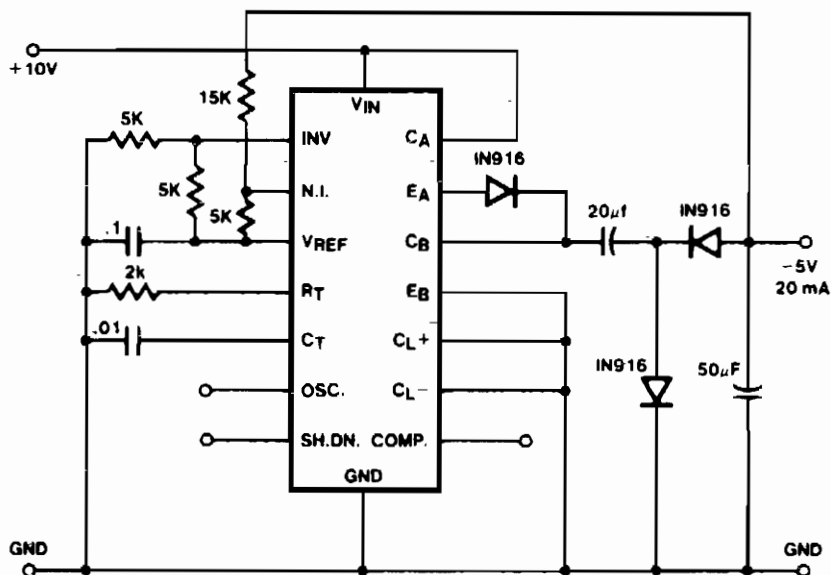 +10V
15K
VIN
5K
INV
CA
IN916
5K
N.I.
EA
20µf
IN916
.1
5K
VREF
CB
-5V
20 mA
2k
RT
EB
.01
CT
CL+
IN916
50µF
OSC.
CL-
SH.DN.
COMP.
GND
GND
GND